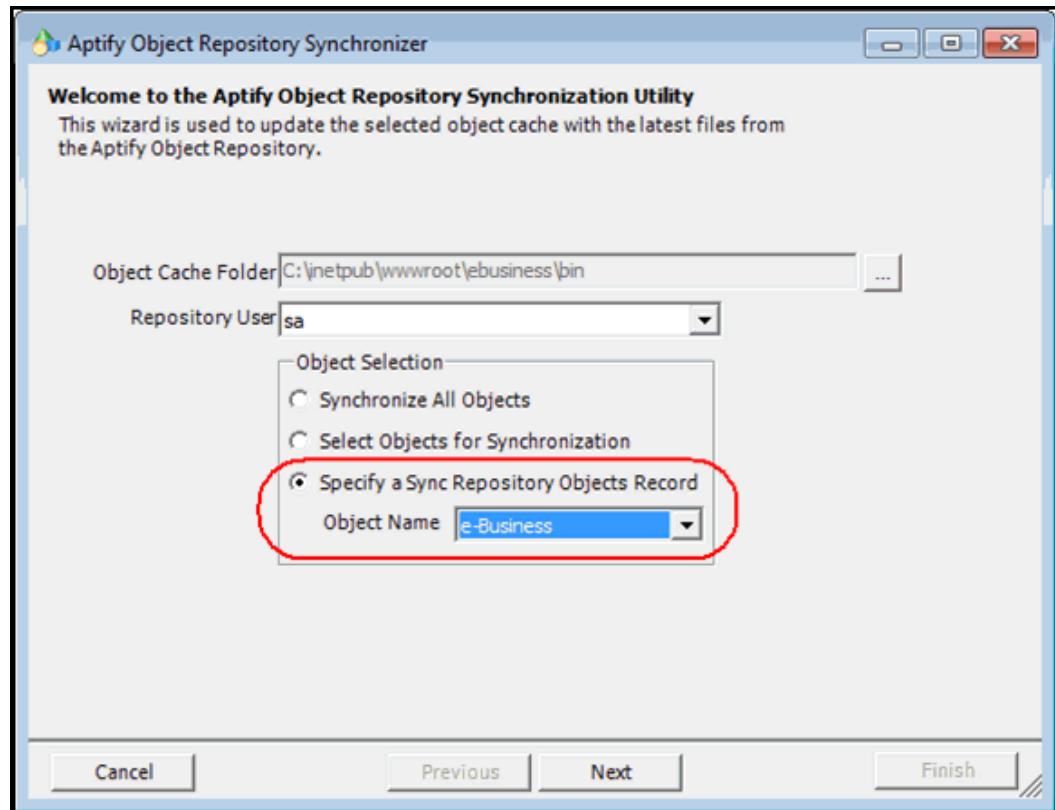 Aptify Object Repository Synchronizer
Welcome to the Aptify Object Repository Synchronization Utility
This wizard is used to update the selected object cache with the latest files from
the Aptify Object Repository.
Object Cache Folder C:\inetpub\wwwroot\ebusiness\bin ...
Repository User sa
Object Selection
Synchronize All Objects
Select Objects for Synchronization
Specify a Sync Repository Objects Record
Object Name e-Business
Cancel Previous Next Finish